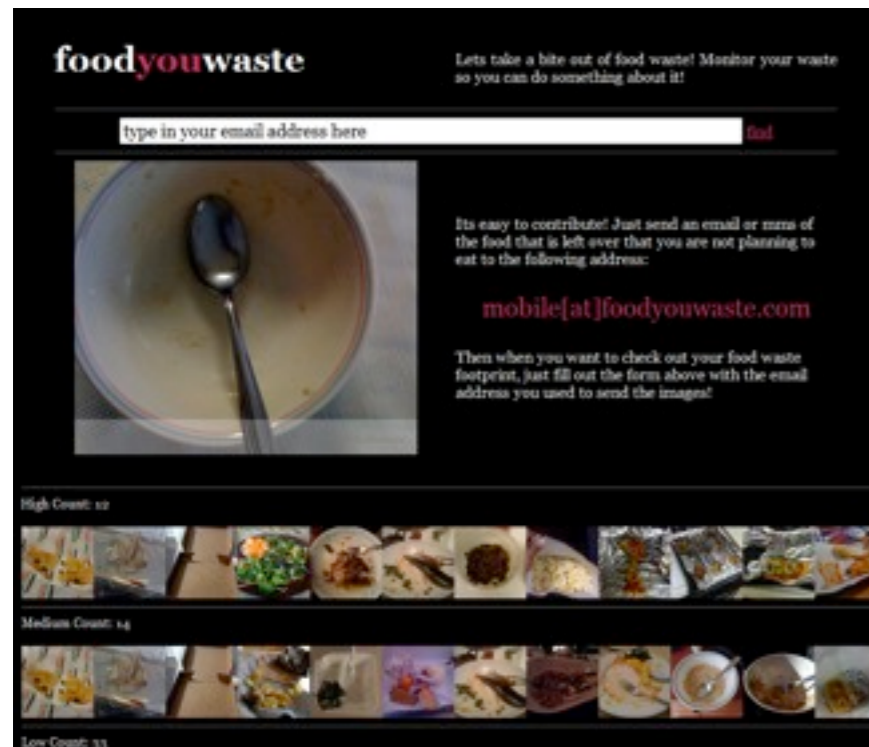 foodyouwaste
Lets take a bite out of food waste! Monitor your waste
so you can do something about it!
type in your email address here
find
Its easy to contribute! Just send an email or mms of
the food that is left over that you are not planning to
eat to the following address:
mobile[at]foodyouwaste.com
Then when you want to check out your food waste
footprint, just fill out the form above with the email
address you used to send the images!
High Count: 12
Medium Count: 14
Low Count: 33